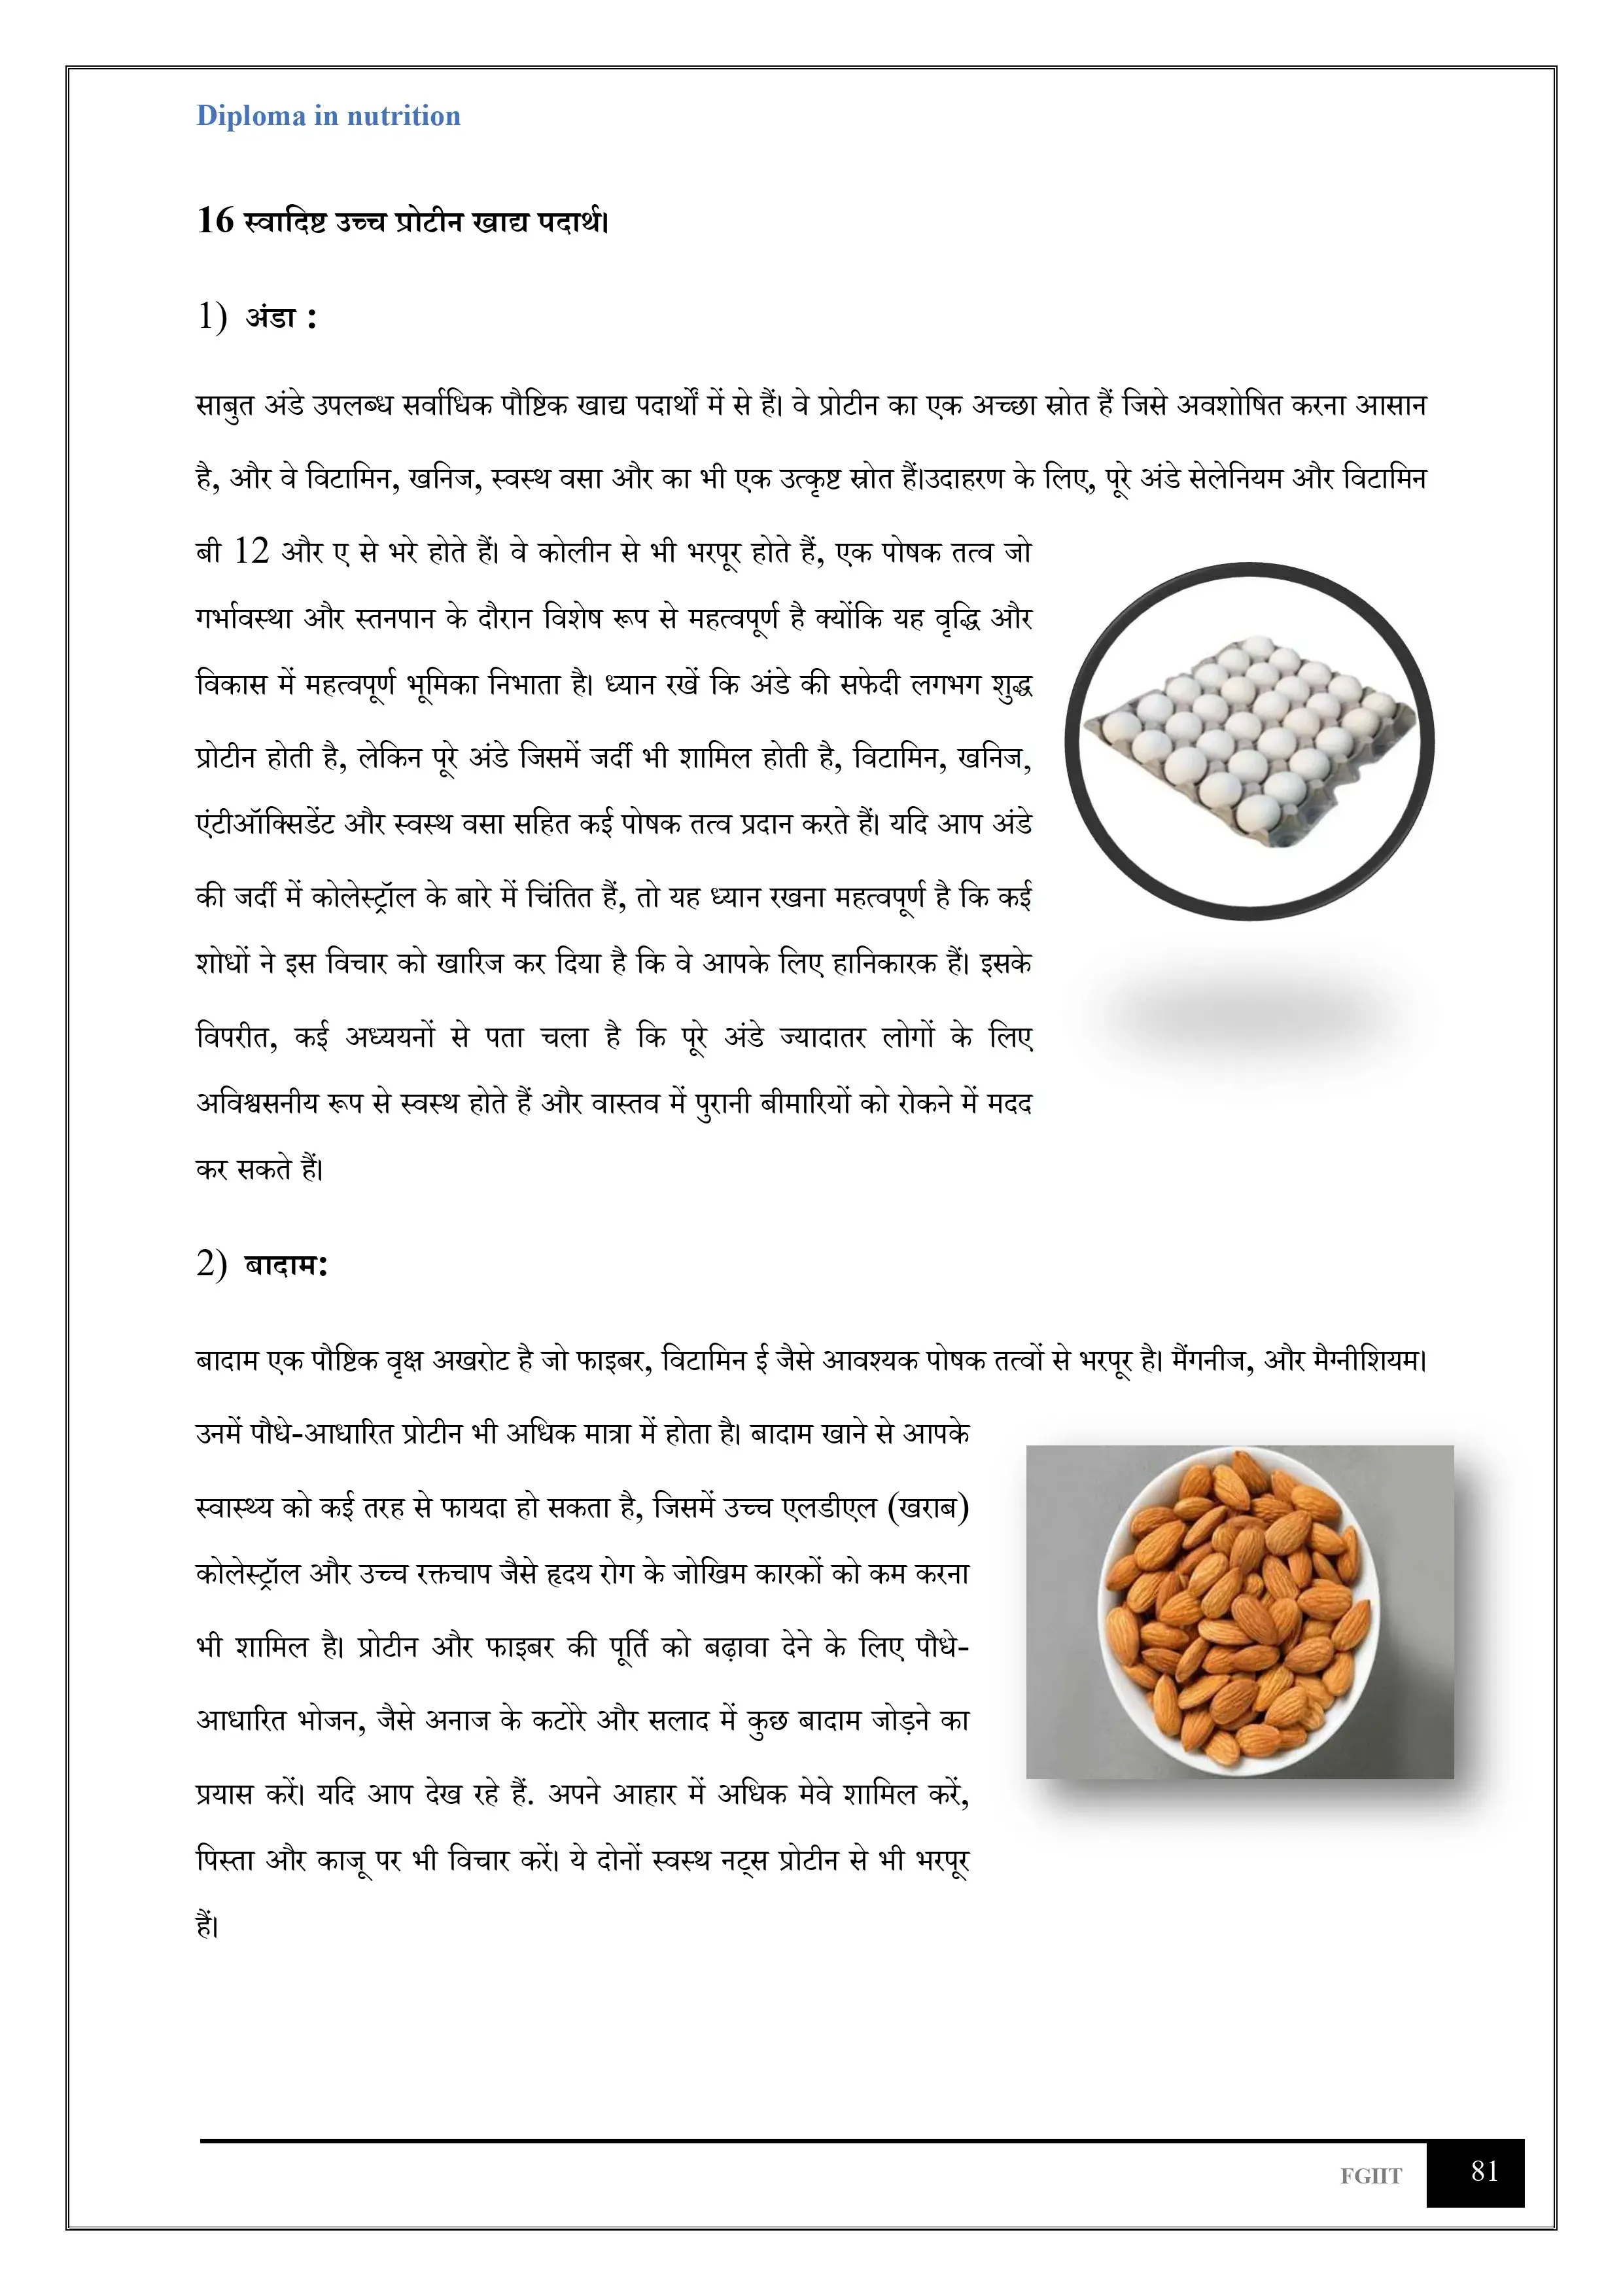 Diploma in nutrition
16 स्वादिष्ट उच्च प्रोटीन खाद्य पदार्थ।
1) अंडा :
साबुत अंडे उपलब्ध सर्वाधिक पौष्टिक खाद्य पदार्थों में से हैं। वे प्रोटीन का एक अच्छा स्रोत हैं जिसे अवशोषित करना आसान
है, और वे विटामिन, खनिज, स्वस्थ वसा और का भी एक उत्कृष्ट स्रोत हैं।उदाहरण के लिए, पूरे अंडे सेलेनियम और विटामिन
बी 12 और ए से भरे होते हैं। वे कोलीन से भी भरपूर होते हैं, एक पोषक तत्व जो
गर्भावस्था और स्तनपान के दौरान विशेष रूप से महत्वपूर्ण है क्योंकि यह वृद्धि और
विकास में महत्वपूर्ण भूमिका निभाता है। ध्यान रखें कि अंडे की सफेदी लगभग शुद्ध
प्रोटीन होती है, लेकिन पूरे अंडे जिसमें जर्दी भी शामिल होती है, विटामिन, खनिज,
एंटीऑक्सिडेंट और स्वस्थ वसा सहित कई पोषक तत्व प्रदान करते हैं। यदि आप अंडे
की जर्दी में कोलेस्ट्रॉल के बारे में चिंतित हैं, तो यह ध्यान रखना महत्वपूर्ण है कि कई
शोधों ने इस विचार को खारिज कर दिया है कि वे आपके लिए हानिकारक हैं। इसके
विपरीत, कई अध्ययनों से पता चला है कि पूरे अंडे ज्यादातर लोगों के लिए
अविश्वसनीय रूप से स्वस्थ होते हैं और वास्तव में पुरानी बीमारियों को रोकने में मदद
कर सकते हैं।
2) बादाम:
बादाम एक पौष्टिक वृक्ष अखरोट है जो फाइबर, विटामिन ई जैसे आवश्यक पोषक तत्वों से भरपूर है। मैंगनीज, और मैग्नीशियम।
उनमें पौधे-आधारित प्रोटीन भी अधिक मात्रा में होता है। बादाम खाने से आपके
स्वास्थ्य को कई तरह से फायदा हो सकता है, जिसमें उच्च एलडीएल (खराब)
कोलेस्ट्रॉल और उच्च रक्तचाप जैसे हृदय रोग के जोखिम कारकों को कम करना
भी शामिल है। प्रोटीन और फाइबर की पूर्ति को बढ़ावा देने के लिए पौधे-
आधारित भोजन, जैसे अनाज के कटोरे और सलाद में कुछ बादाम जोड़ने का
प्रयास करें। यदि आप देख रहे हैं. अपने आहार में अधिक मेवे शामिल करें,
पिस्ता और काजू पर भी विचार करें। ये दोनों स्वस्थ नट्स प्रोटीन से भी भरपूर
हैं।
FGIIT 81